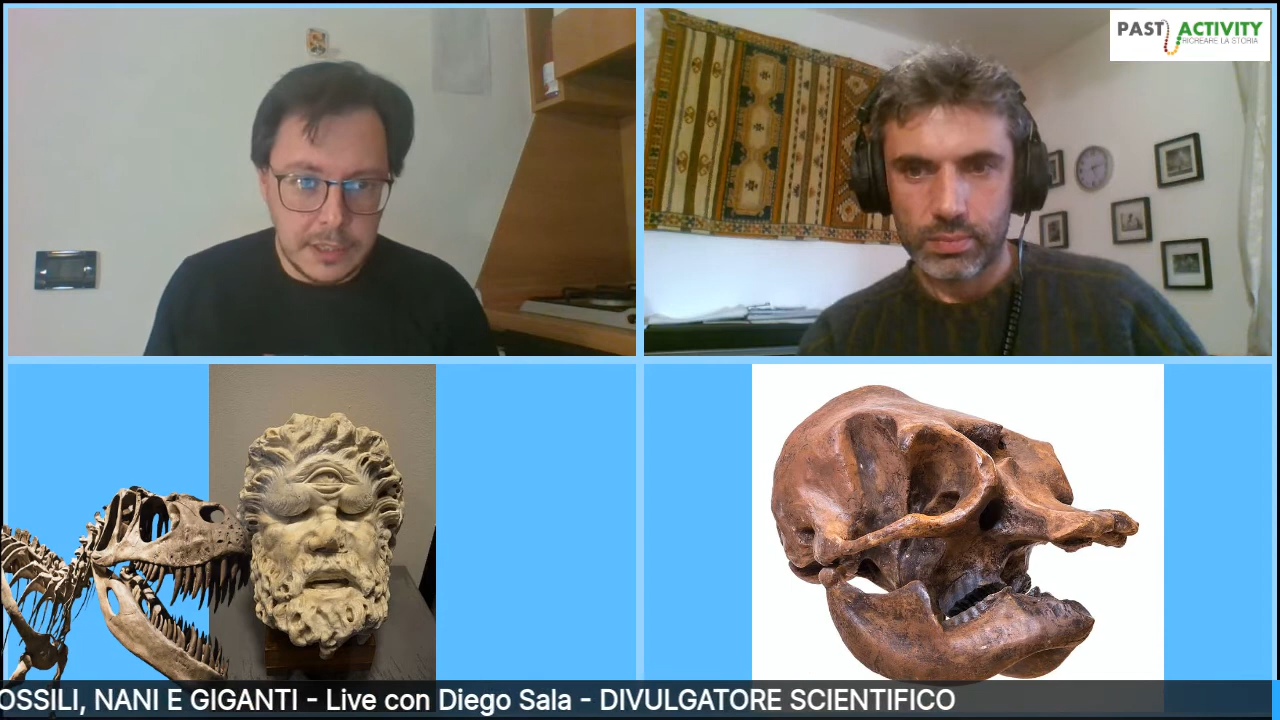 PAST ACTIVITY
RICREARE LA STORIA
OSSILI, NANI E GIGANTI - Live con Diego Sala - DIVULGATORE SCIENTIFICO